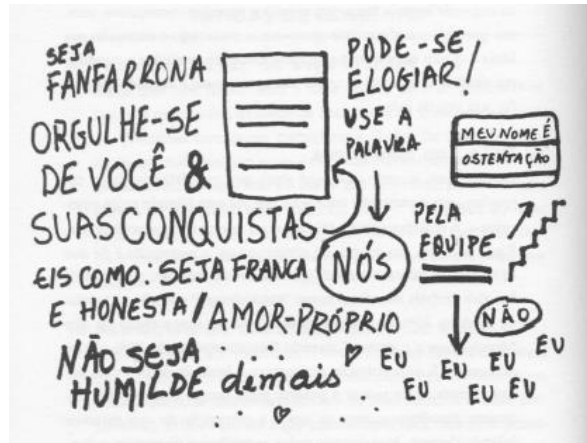 SEJA
FANFARRONA
ORGULHE-SE
DE VOCÊ &
SUAS CONQUISTAS
EIS COMO: SEJA FRANCA
E HONESTA / AMOR-PRÓPRIO
NÃO SEJA
HUMILDE demais
PODE-SE
ELOGIAR!
USE A
PALAVRA
NÓS
MEU NOME É
OSTENTAÇÃO
PELA
EQUIPE
NÃO
EU EU EU EU
EU EU EU